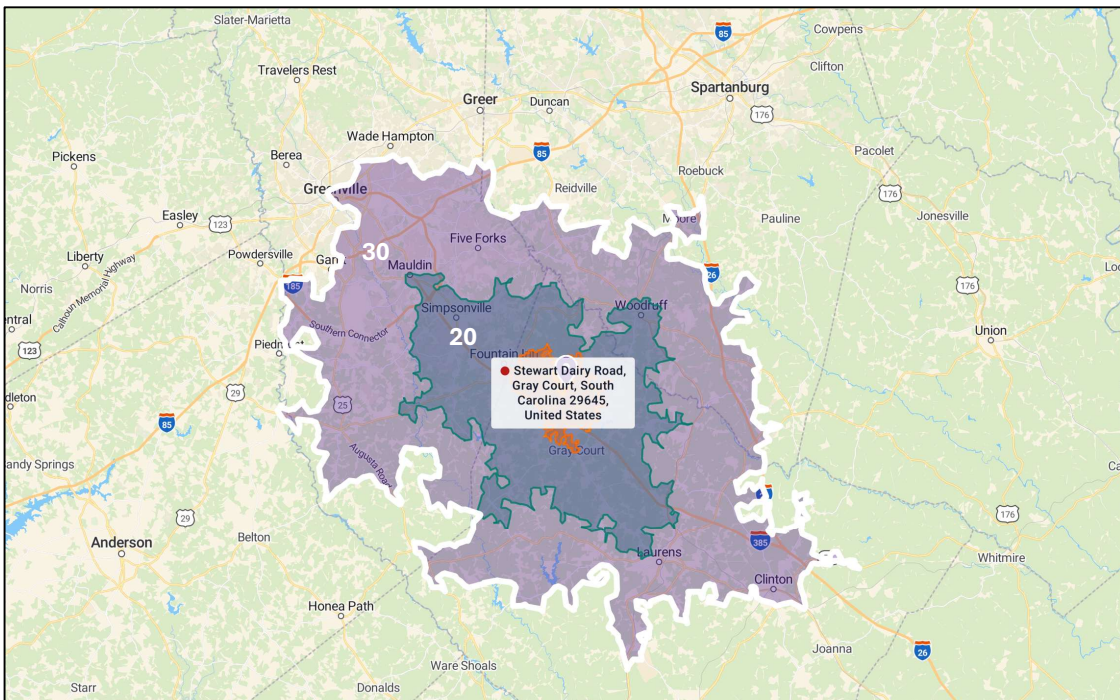 Slater-Marietta
Cowpens
85
Clifton
Travelers Rest
Spartanburg
Greer
Duncan
176
Wade Hampton
85
Pickens
Berea
Pacolet
Roebuck
Greenville
Reidville
176
Easley
123
Moore
Pauline
Jonesville
Five Forks
30
Liberty
Powdersville
Mauldin
26
Calhoun Memorial Highway
Norris
185
176
Simpsonville
Woodruff
Southern Connector
20
Union
123
Fountain Inn
Stewart Dairy Road,
Gray Court, South
Carolina 29645,
United States
29
25
85
Gray Court
Augusta Road
andy Springs
29
176
Anderson
Belton
385
Laurens
Whitmire
Clinton
Honea Path
Joanna
26
Ware Shoals
Starr
Donalds